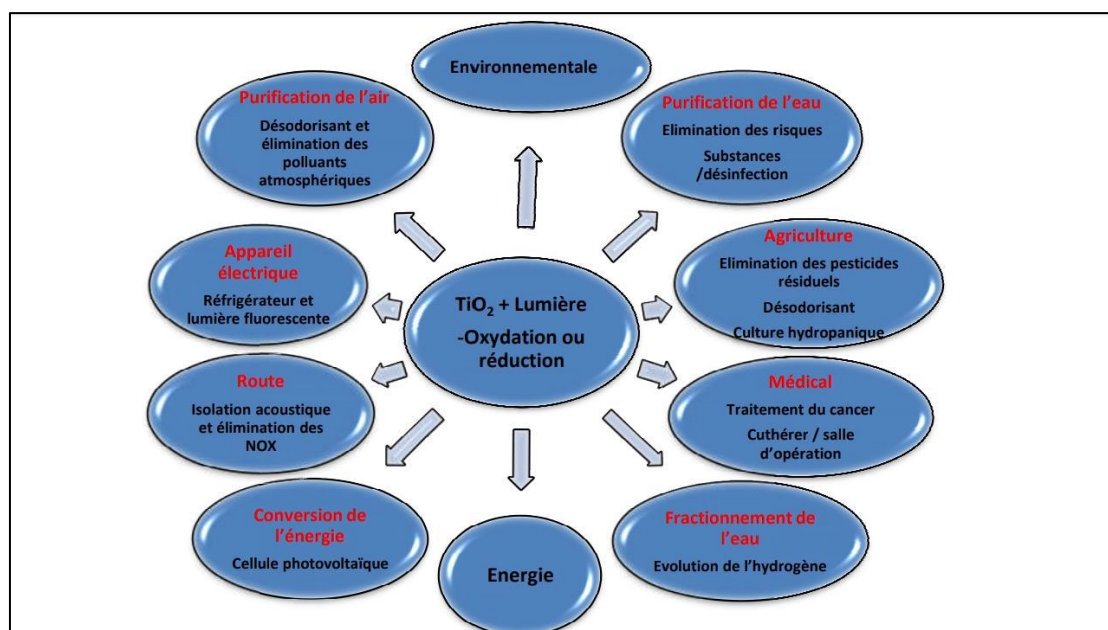 Environnementale
Purification de l’air
Désodorisant et
élimination des
polluants
atmosphériques
Purification de l’eau
Elimination des risques
Substances
/désinfection
Appareil
électrique
Réfrigérateur et
lumière fluorescente
TiO₂ + Lumière
-Oxydation ou
réduction
Agriculture
Elimination des pesticides
résiduels
Désodorisant
Culture hydropanique
Route
Isolation acoustique
et élimination des
NOX
Médical
Traitement du cancer
Cuthérer / salle
d’opération
Conversion de
l’énergie
Cellule photovoltaïque
Energie
Fractionnement de
l’eau
Evolution de l’hydrogène